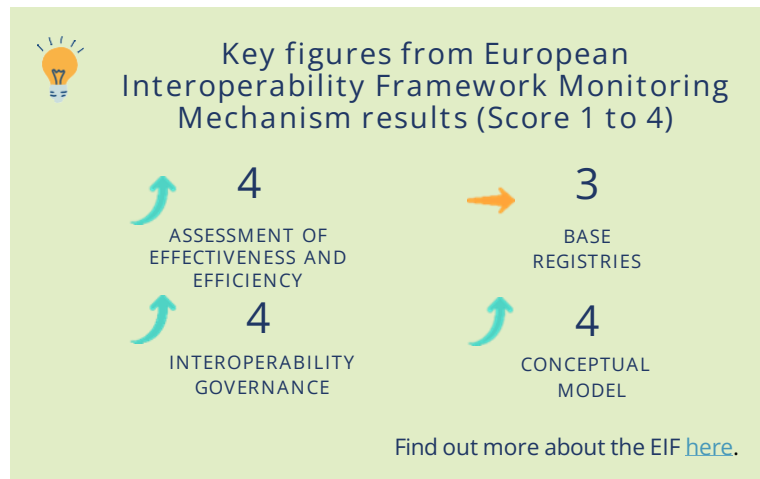 Key figures from European
Interoperability Framework Monitoring
Mechanism results (Score 1 to 4)
4
ASSESSMENT OF
EFFECTIVENESS AND
EFFICIENCY
3
BASE
REGISTRIES
4
INTEROPERABILITY
GOVERNANCE
4
CONCEPTUAL
MODEL
Find out more about the EIF here.